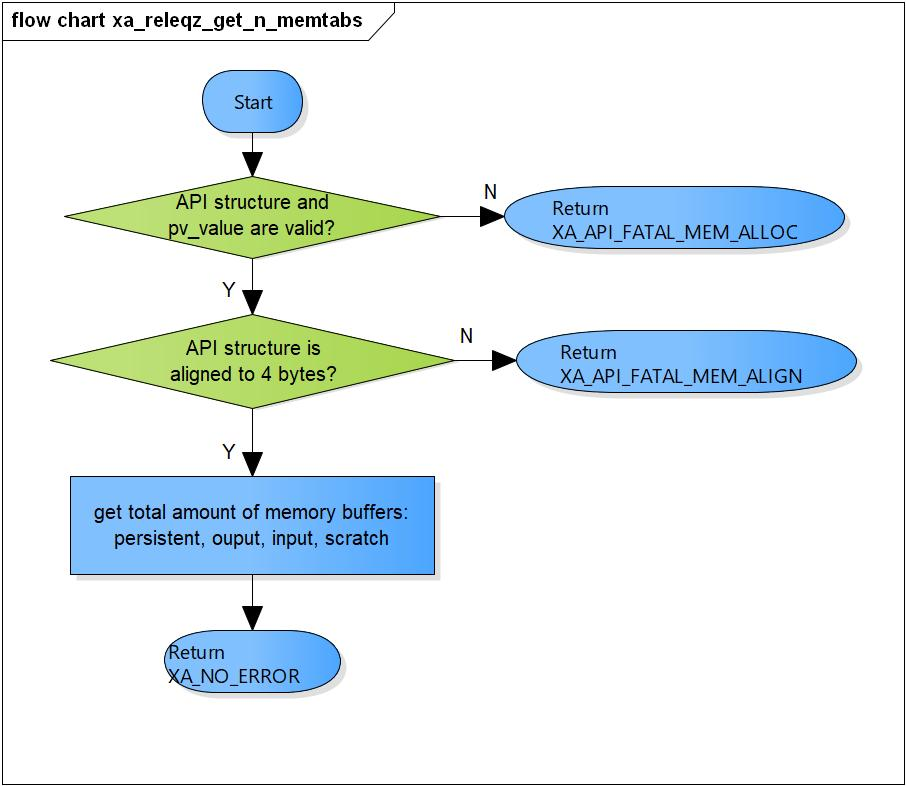 flow chart xa_releqz_get_n_memtabs
Start
API structure and
pv_value are valid?
N
Return
XA_API_FATAL_MEM_ALLOC
Y
API structure is
aligned to 4 bytes?
N
Return
XA_API_FATAL_MEM_ALIGN
Y
get total amount of memory buffers:
persistent, ouput, input, scratch
Return
XA_NO_ERROR